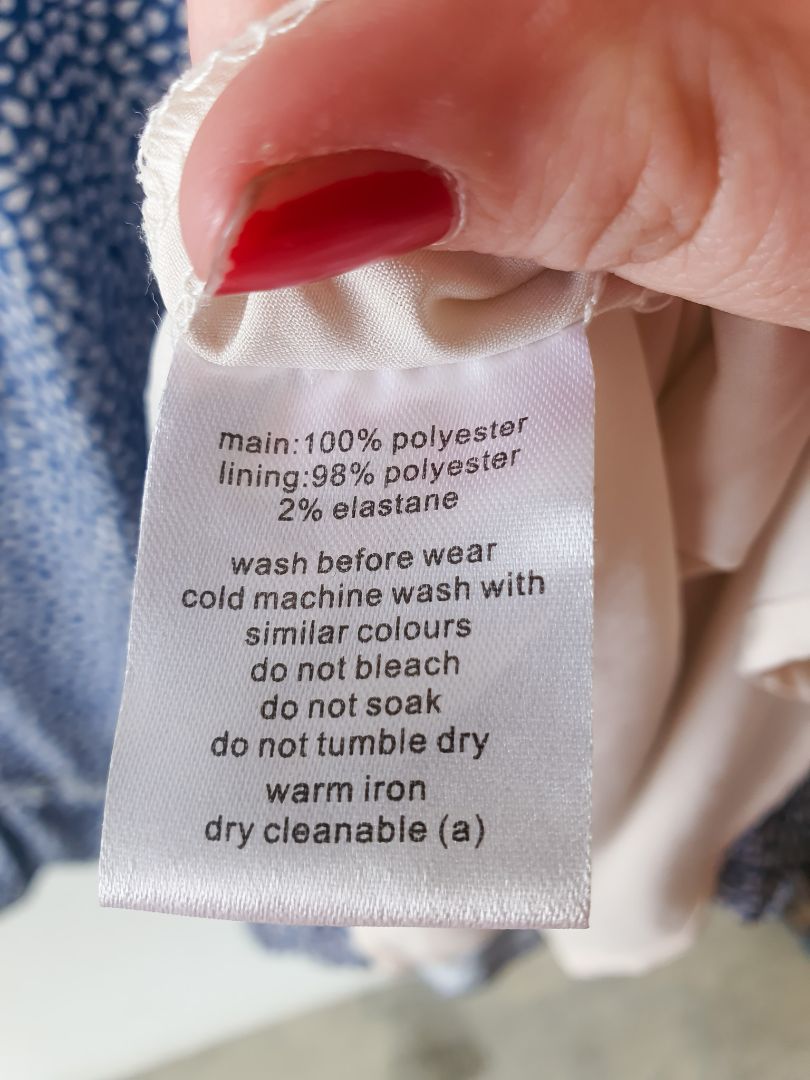 main:100% polyester
lining:98% polyester
2% elastane
wash before wear
cold machine wash with
similar colours
do not bleach
do not soak
do not tumble dry
warm iron
dry cleanable (a)